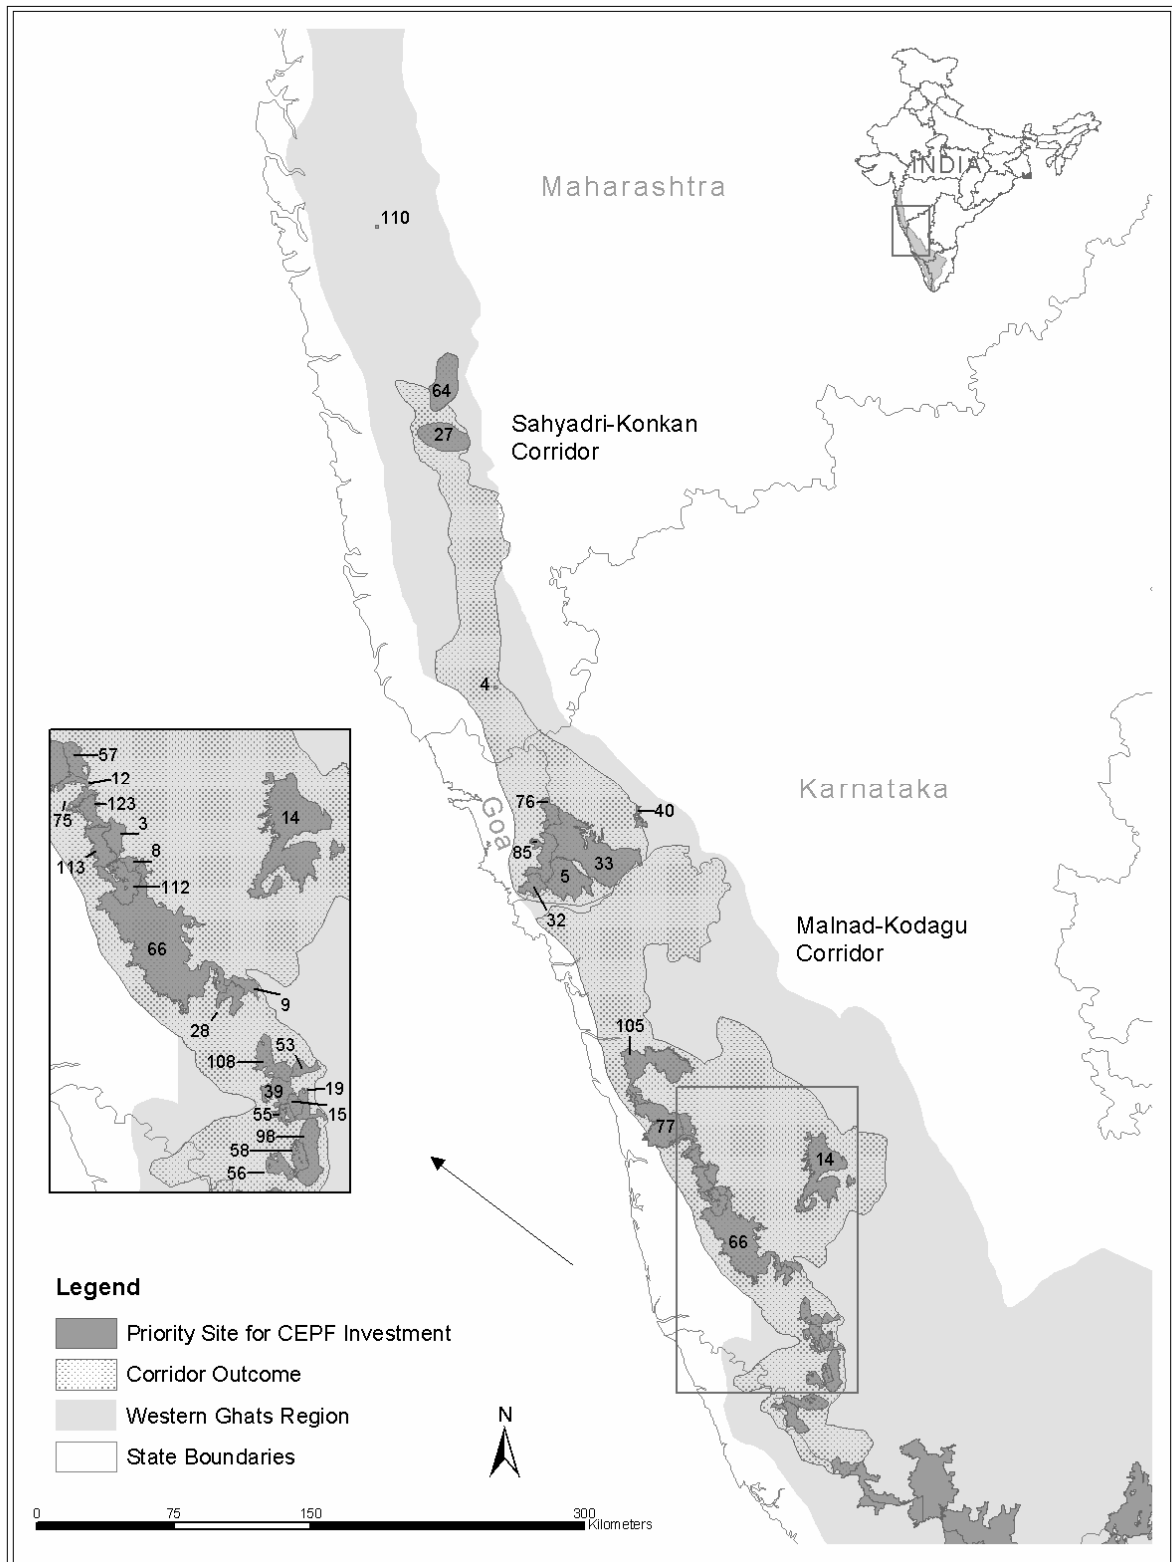 INDIA
Maharashtra
110
64
Sahyadri-Konkan
Corridor
27
4
Karnataka
Goa
76
40
85
33
5
32
Malnad-Kodagu
Corridor
57
12
123
75
14
3
8
113
112
66
9
28
53
108
39
19
55
15
98
58
56
105
77
14
66
Legend
Priority Site for CEPF Investment
Corridor Outcome
Western Ghats Region
State Boundaries
N
0 75 150 300
Kilometers